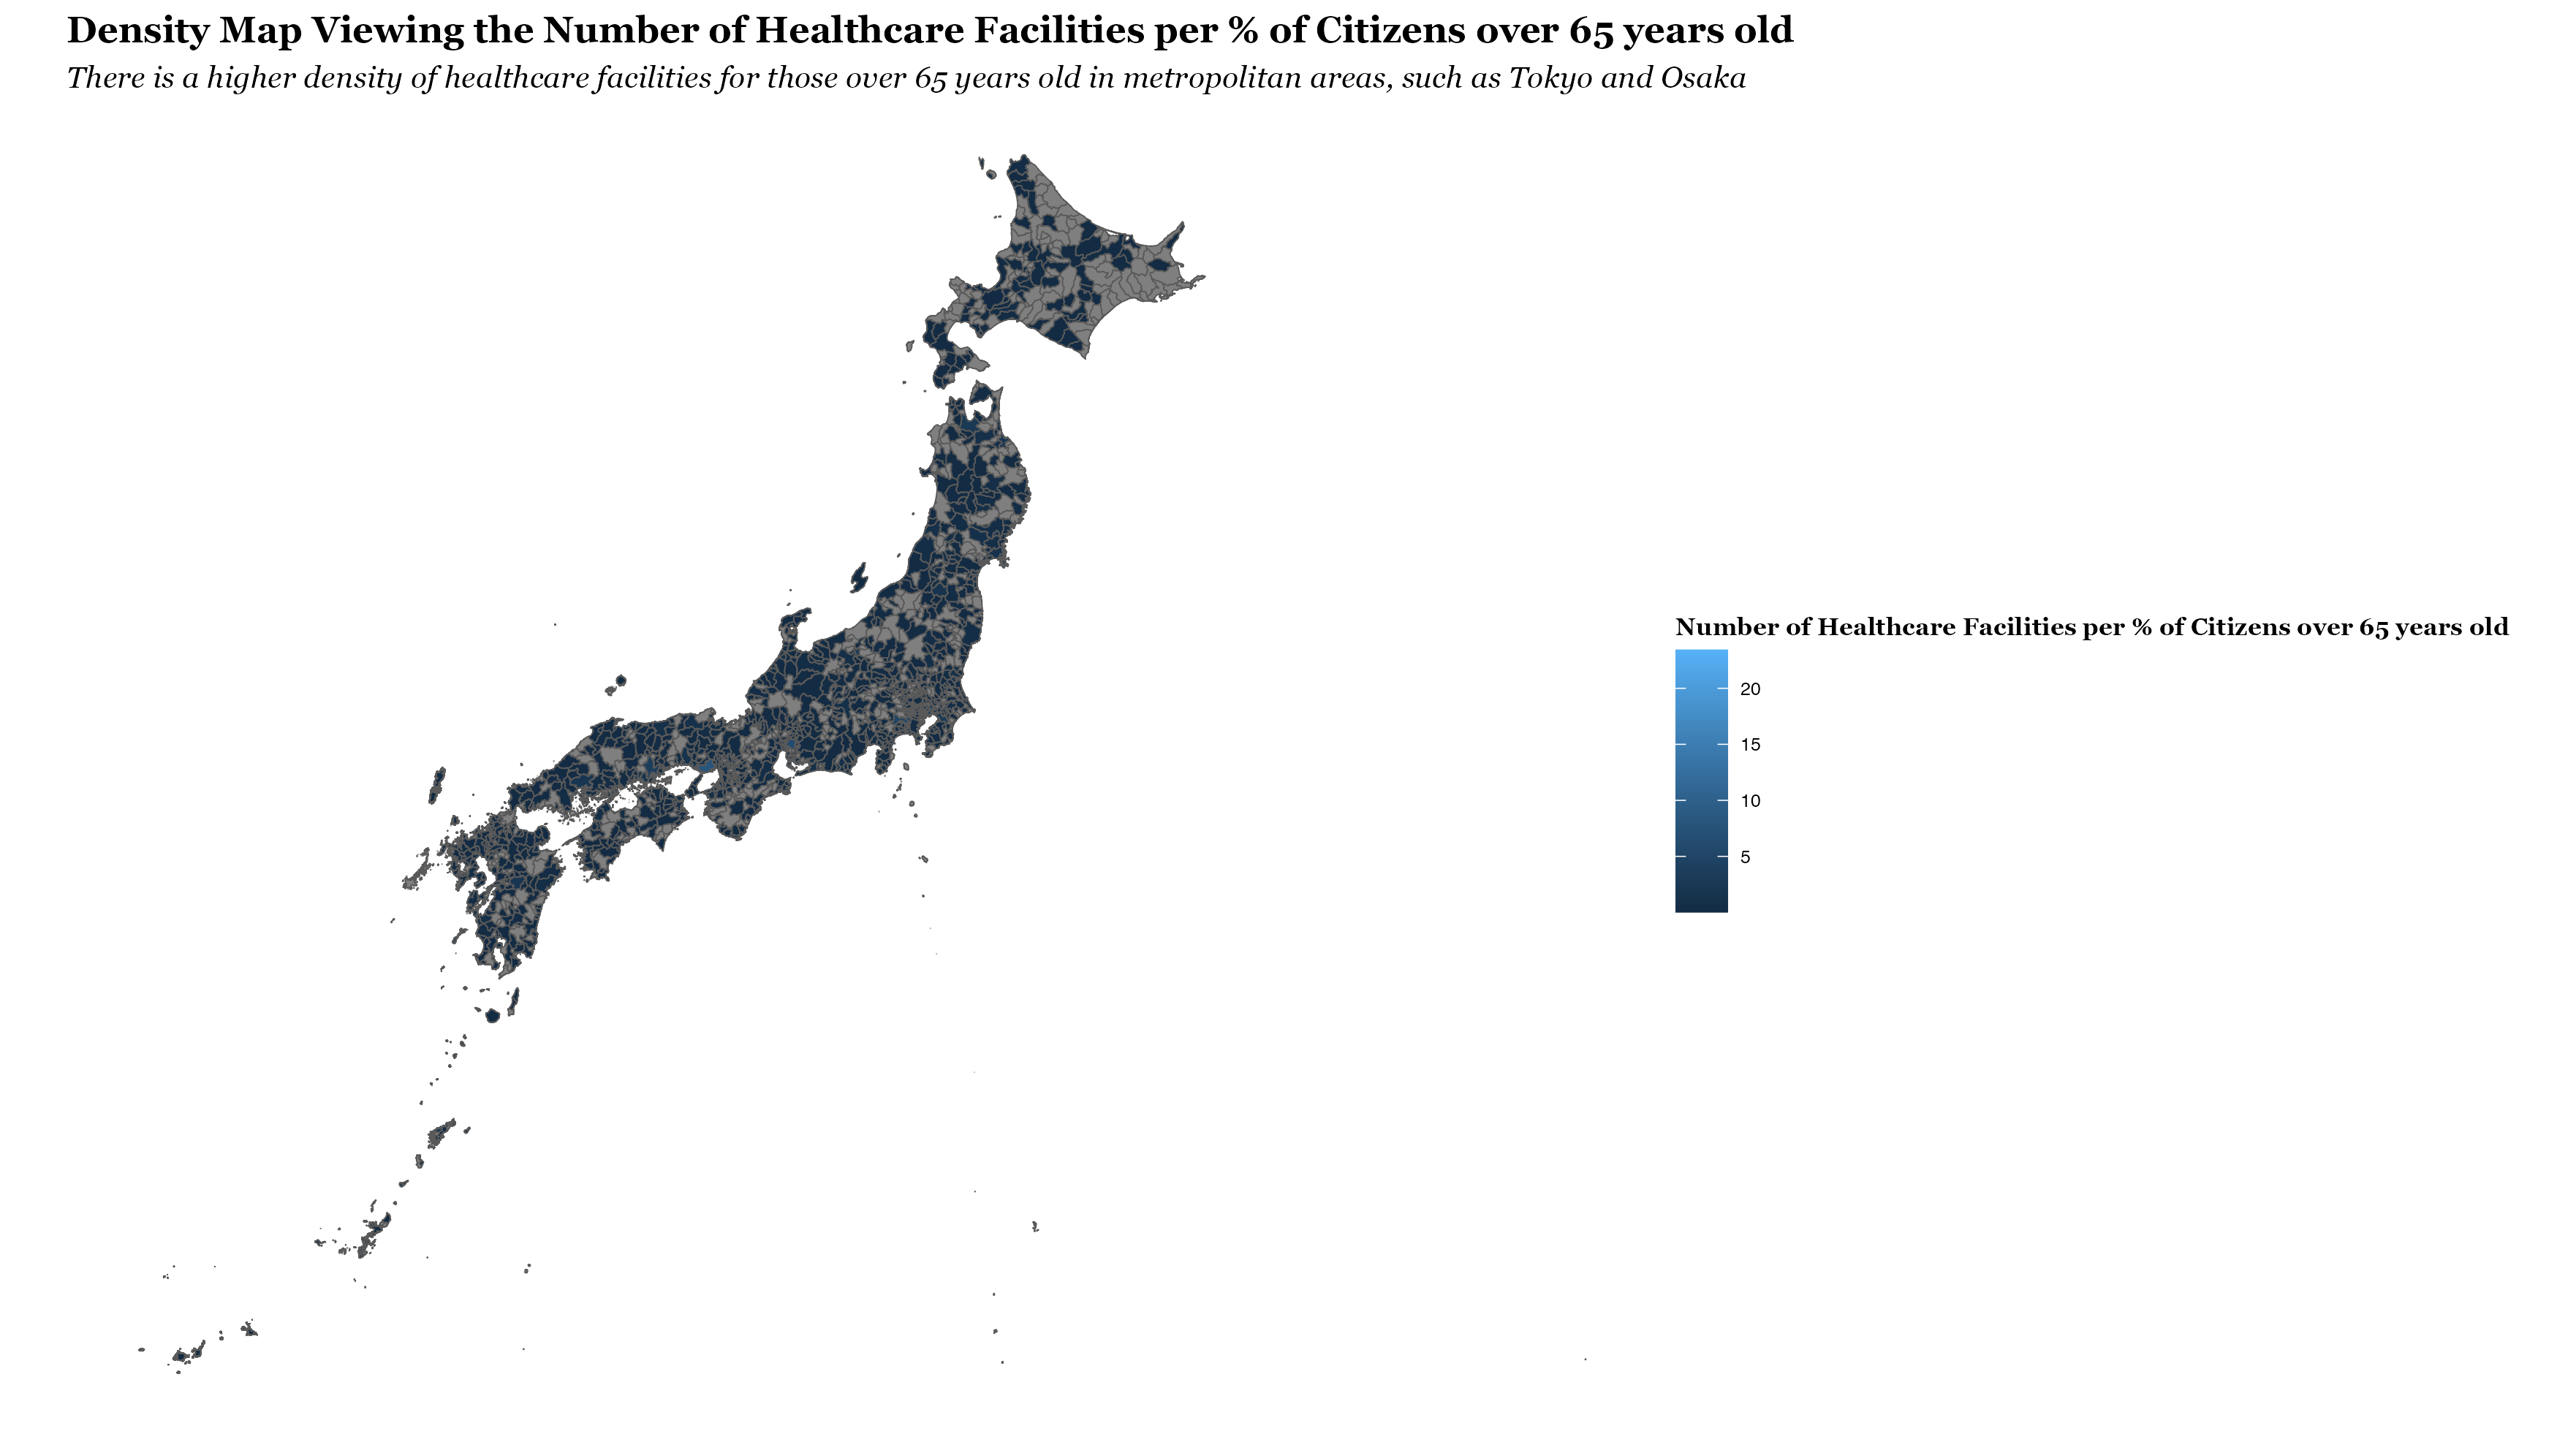 Density Map Viewing the Number of Healthcare Facilities per % of Citizens over 65 years old
There is a higher density of healthcare facilities for those over 65 years old in metropolitan areas, such as Tokyo and Osaka
Number of Healthcare Facilities per % of Citizens over 65 years old
20
15
10
5